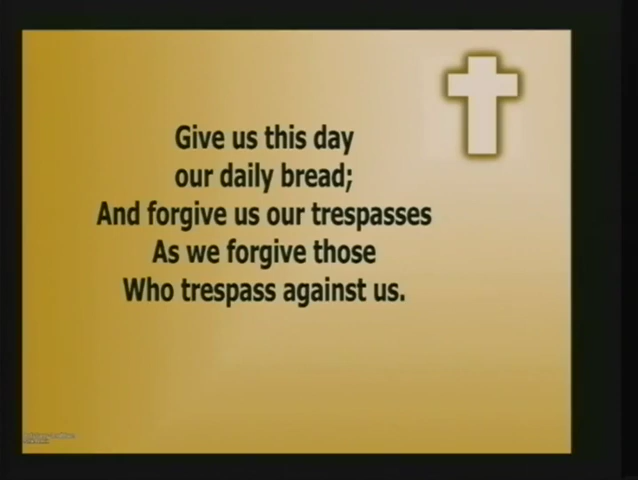 Give us this day
our daily bread;
And forgive us our trespasses
As we forgive those
Who trespass against us.